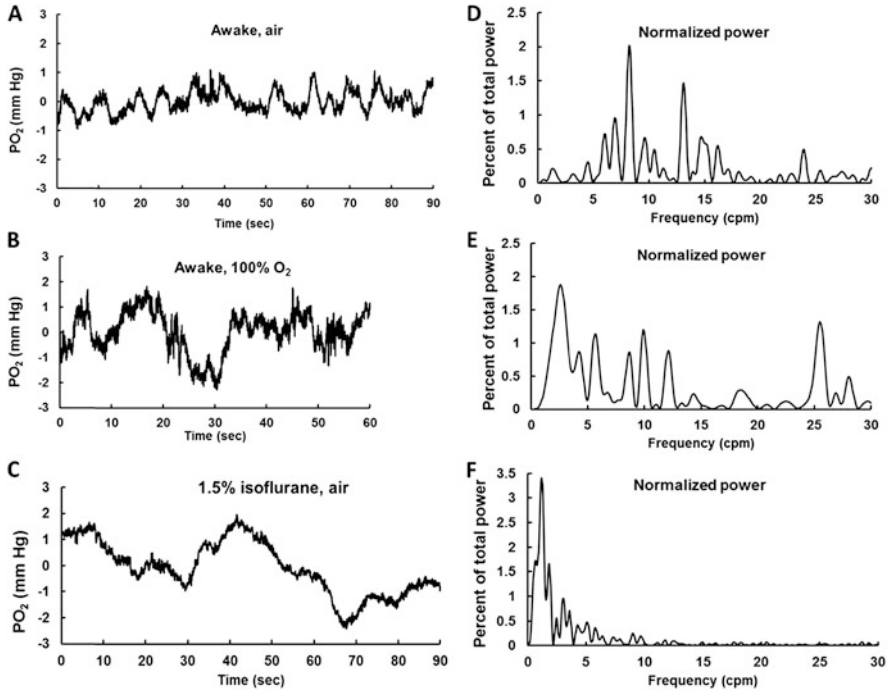 A
Awake, air
PO2 (mm Hg)
3
2
1
0
-1
-2
-3
0 10 20 30 40 50 60 70 80 90
Time (sec)
D
Normalized power
Percent of total power
2.5
2
1.5
1
0.5
0
0 5 10 15 20 25 30
Frequency (cpm)
B
Awake, 100% O2
PO2 (mm Hg)
3
2
1
0
-1
-2
-3
0 10 20 30 40 50 60
Time (sec)
E
Normalized power
Percent of total power
2.5
2
1.5
1
0.5
0
0 5 10 15 20 25 30
Frequency (cpm)
C
1.5% isoflurane, air
PO2 (mm Hg)
3
2
1
0
-1
-2
-3
0 10 20 30 40 50 60 70 80 90
Time (sec)
F
Normalized power
Percent of total power
3.5
3
2.5
2
1.5
1
0.5
0
0 5 10 15 20 25 30
Frequency (cpm)